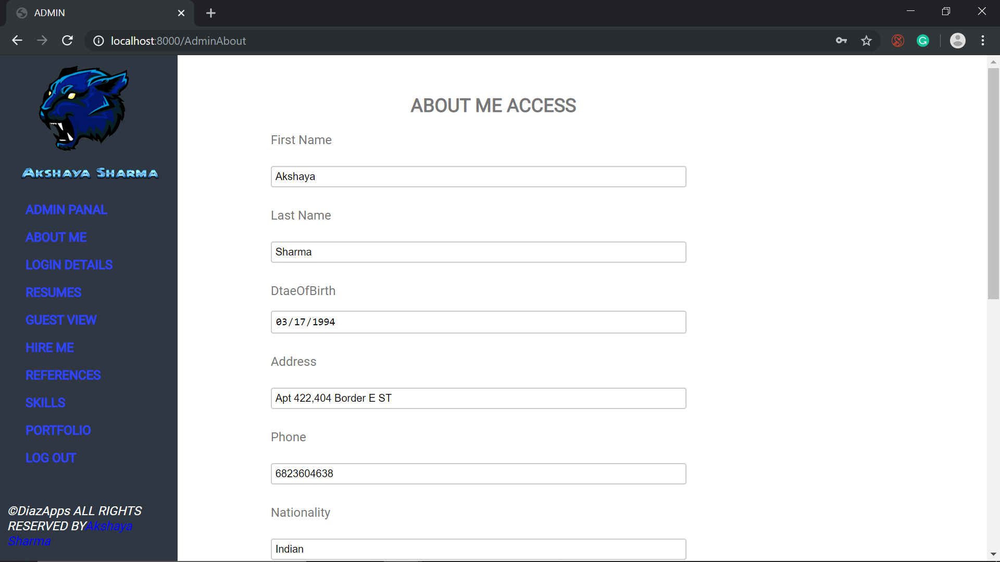 ADMIN
localhost:8000/AdminAbout
AKSHAYA SHARMA
ADMIN PANAL
ABOUT ME
LOGIN DETAILS
RESUMES
GUEST VIEW
HIRE ME
REFERENCES
SKILLS
PORTFOLIO
LOG OUT
©DiazApps ALL RIGHTS
RESERVED BYAkshaya
Sharma
ABOUT ME ACCESS
First Name
Akshaya
Last Name
Sharma
DtaeOfBirth
03/17/1994
Address
Apt 422,404 Border E ST
Phone
6823604638
Nationality
Indian